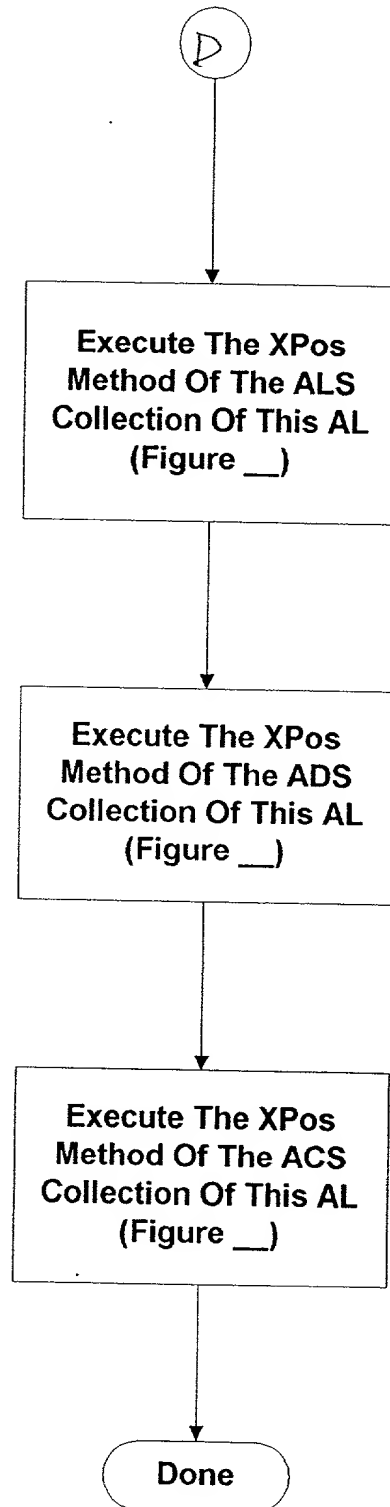 D
Execute The XPos
Method Of The ALS
Collection Of This AL
(Figure __)
Execute The XPos
Method Of The ADS
Collection Of This AL
(Figure __)
Execute The XPos
Method Of The ACS
Collection Of This AL
(Figure __)
Done